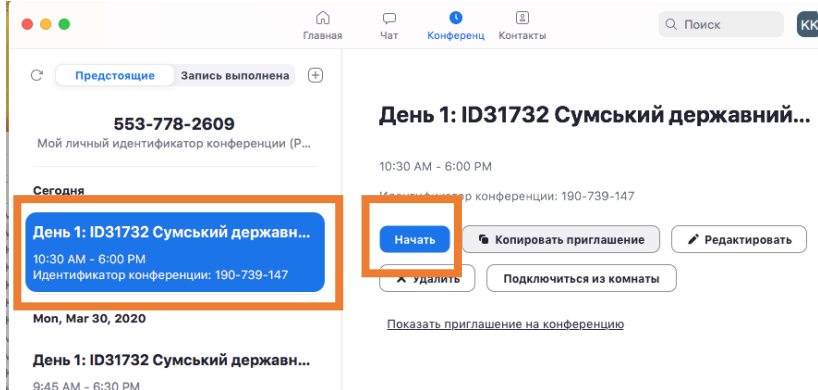 Главная
Чат
Конференц
Контакты
Поиск
КК
Предстоящие
Запись выполнена
553-778-2609
Мой личный идентификатор конференции (P...
Сегодня
День 1: ID31732 Сумський державн...
10:30 AM - 6:00 PM
Идентификатор конференции: 190-739-147
Mon, Mar 30, 2020
День 1: ID31732 Сумський державн...
9:45 AM - 6:30 PM
День 1: ID31732 Сумський державний...
10:30 AM - 6:00 PM
Идентификатор конференции: 190-739-147
Начать
Копировать приглашение
Редактировать
Удалить
Подключиться из комнаты
Показать приглашение на конференцию